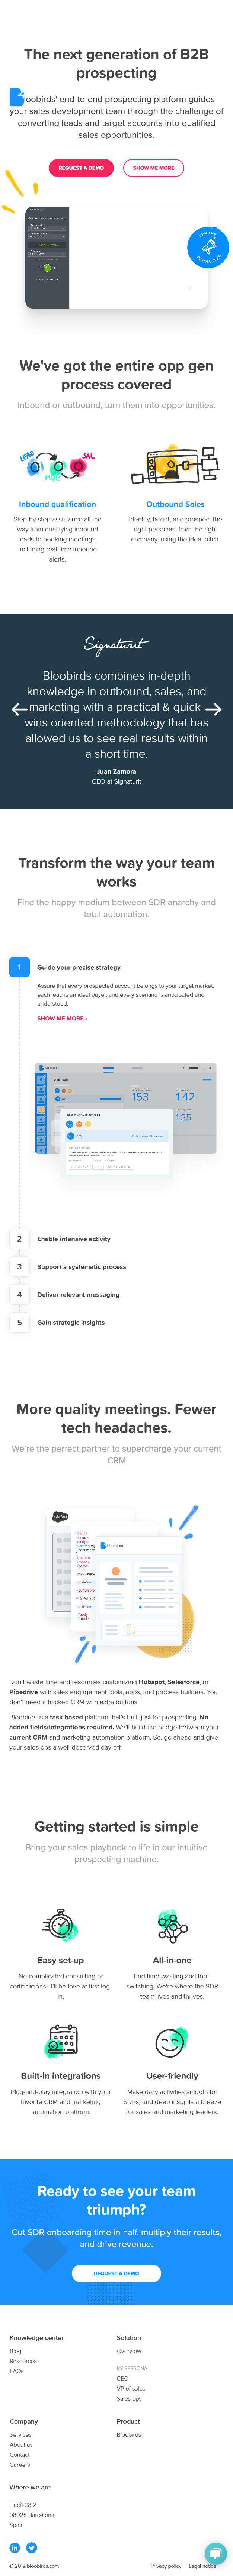 The next generation of B2B
prospecting
Bloobirds' end-to-end prospecting platform guides
your sales development team through the challenge of
converting leads and target accounts into qualified
sales opportunities.
REQUEST A DEMO
SHOW ME MORE
JOIN THE
REVOLUTION!
We've got the entire opp gen
process covered
Inbound or outbound, turn them into opportunities.
LEAD
MQL
SAL
Inbound qualification
Step-by-step assistance all the
way from qualifying inbound
leads to booking meetings.
Including real-time inbound
alerts.
Outbound Sales
Identify, target, and prospect the
right personas, from the right
company, using the ideal pitch.
Signaturit
Bloobirds combines in-depth
knowledge in outbound, sales, and
marketing with a practical & quick-
wins oriented methodology that has
allowed us to see real results within
a short time.
Juan Zamora
CEO at Signaturit
Transform the way your team
works
Find the happy medium between SDR anarchy and
total automation.
1
Guide your precise strategy
Assure that every prospected account belongs to your target market,
each lead is an ideal buyer, and every scenario is anticipated and
understood.
SHOW ME MORE ›
153
1.42
1.35
2
Enable intensive activity
3
Support a systematic process
4
Deliver relevant messaging
5
Gain strategic insights
More quality meetings. Fewer
tech headaches.
We're the perfect partner to supercharge your current
CRM
bloobirds
Don't waste time and resources customizing Hubspot, Salesforce, or
Pipedrive with sales engagement tools, apps, and process builders. You
don't need a hacked CRM with extra buttons.
Bloobirds is a task-based platform that's built just for prospecting. No
added fields/integrations required. We'll build the bridge between your
current CRM and marketing automation platform. So, go ahead and give
your sales ops a well-deserved day off.
Getting started is simple
Bring your sales playbook to life in our intuitive
prospecting machine.
Easy set-up
No complicated consulting or
certifications. It'll be love at first log-
in.
All-in-one
End time-wasting and tool-
switching. We're where the SDR
team lives and thrives.
Built-in integrations
Plug-and-play integration with your
favorite CRM and marketing
automation platform.
User-friendly
Make daily activities smooth for
SDRs, and deep insights a breeze
for sales and marketing leaders.
Ready to see your team
triumph?
Cut SDR onboarding time in-half, multiply their results,
and drive revenue.
REQUEST A DEMO
Knowledge center
Blog
Resources
FAQs
Solution
Overview
BY PERSONA
CEO
VP of sales
Sales ops
Company
Services
About us
Contact
Careers
Product
Bloobirds
Where we are
Lluçà 28 2
08028 Barcelona
Spain
© 2019 bloobirds.com
Privacy policy
Legal notice